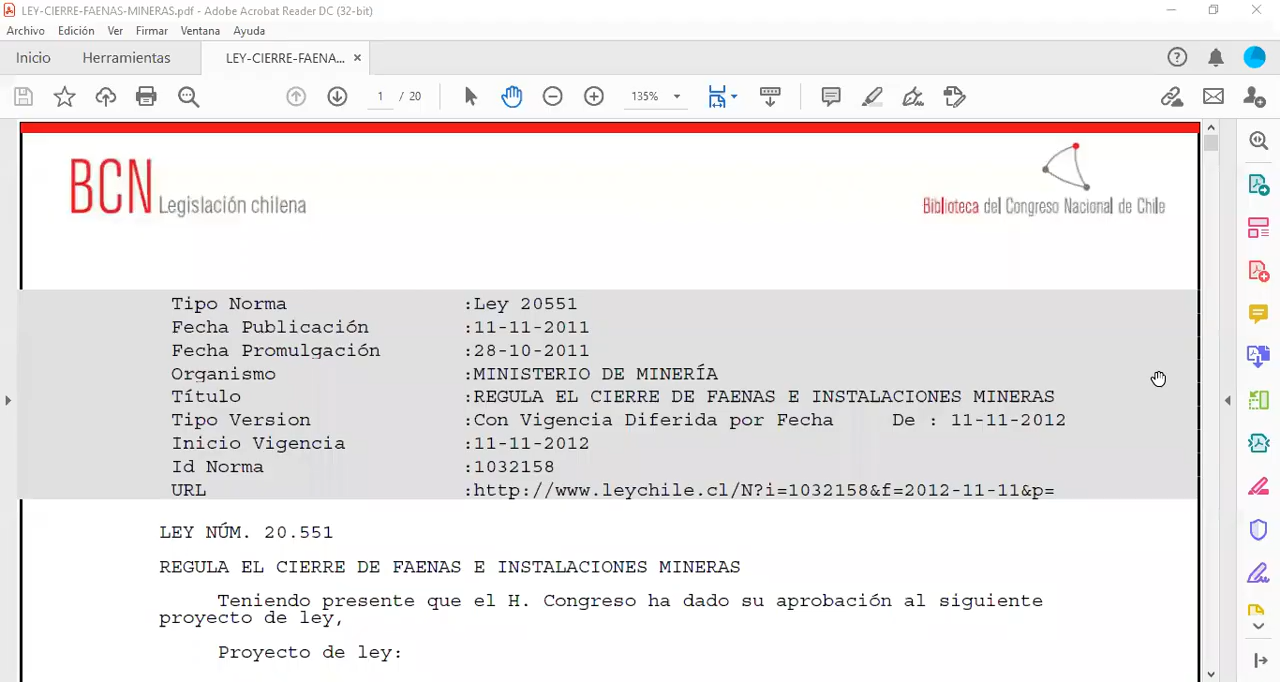 LEY-CIERRE-FAENAS-MINERAS.pdf - Adobe Acrobat Reader DC (32-bit)
Archivo Edición Ver Firmar Ventana Ayuda
Inicio Herramientas LEY-CIERRE-FAENA... ×
1 / 20 135%
BCN Legislación chilena
Biblioteca del Congreso Nacional de Chile
Tipo Norma :Ley 20551
Fecha Publicación :11-11-2011
Fecha Promulgación :28-10-2011
Organismo :MINISTERIO DE MINERÍA
Título :REGULA EL CIERRE DE FAENAS E INSTALACIONES MINERAS
Tipo Version :Con Vigencia Diferida por Fecha De : 11-11-2012
Inicio Vigencia :11-11-2012
Id Norma :1032158
URL :http://www.leychile.cl/N?i=1032158&f=2012-11-11&p=
LEY NÚM. 20.551
REGULA EL CIERRE DE FAENAS E INSTALACIONES MINERAS
Teniendo presente que el H. Congreso ha dado su aprobación al siguiente
proyecto de ley,
Proyecto de ley: